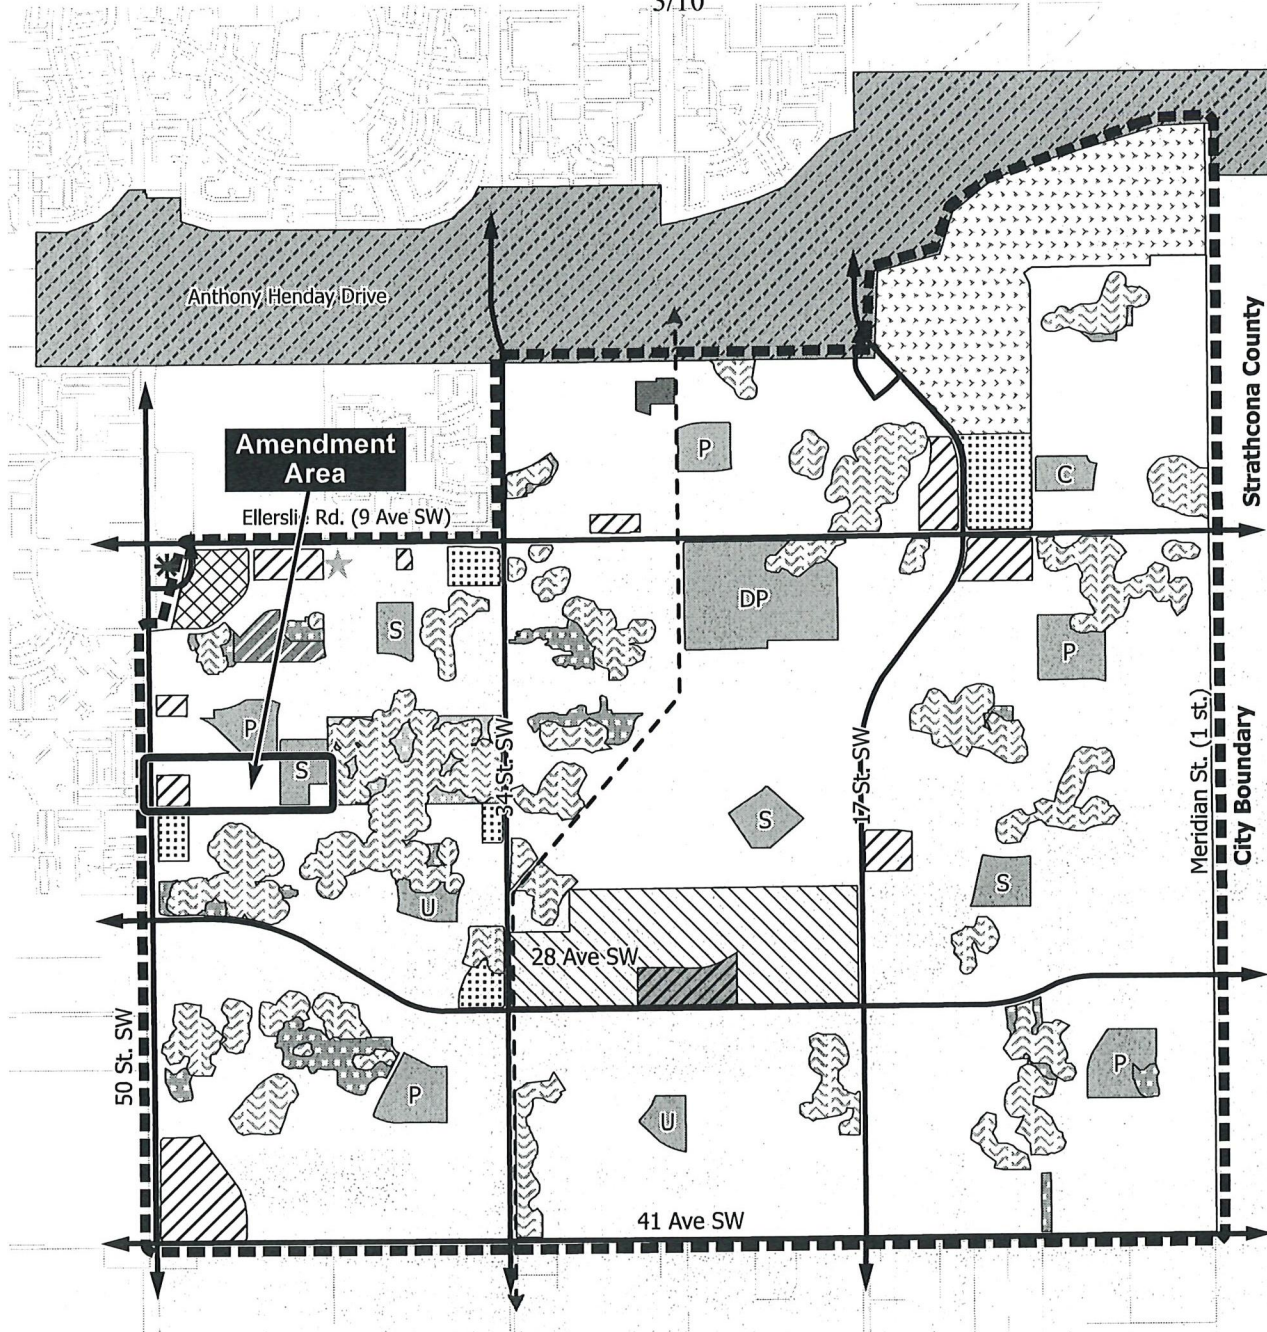 3/10
Anthony Henday Drive
Strathcona County
Amendment
Area
Ellerslie Rd. (9 Ave SW)
P
C
DP
S
P
P
S
34 St. SW
17 St. SW
Meridian St. (1 st.)
City Boundary
S
S
U
28 Ave SW
50 St. SW
P
U
P
41 Ave SW